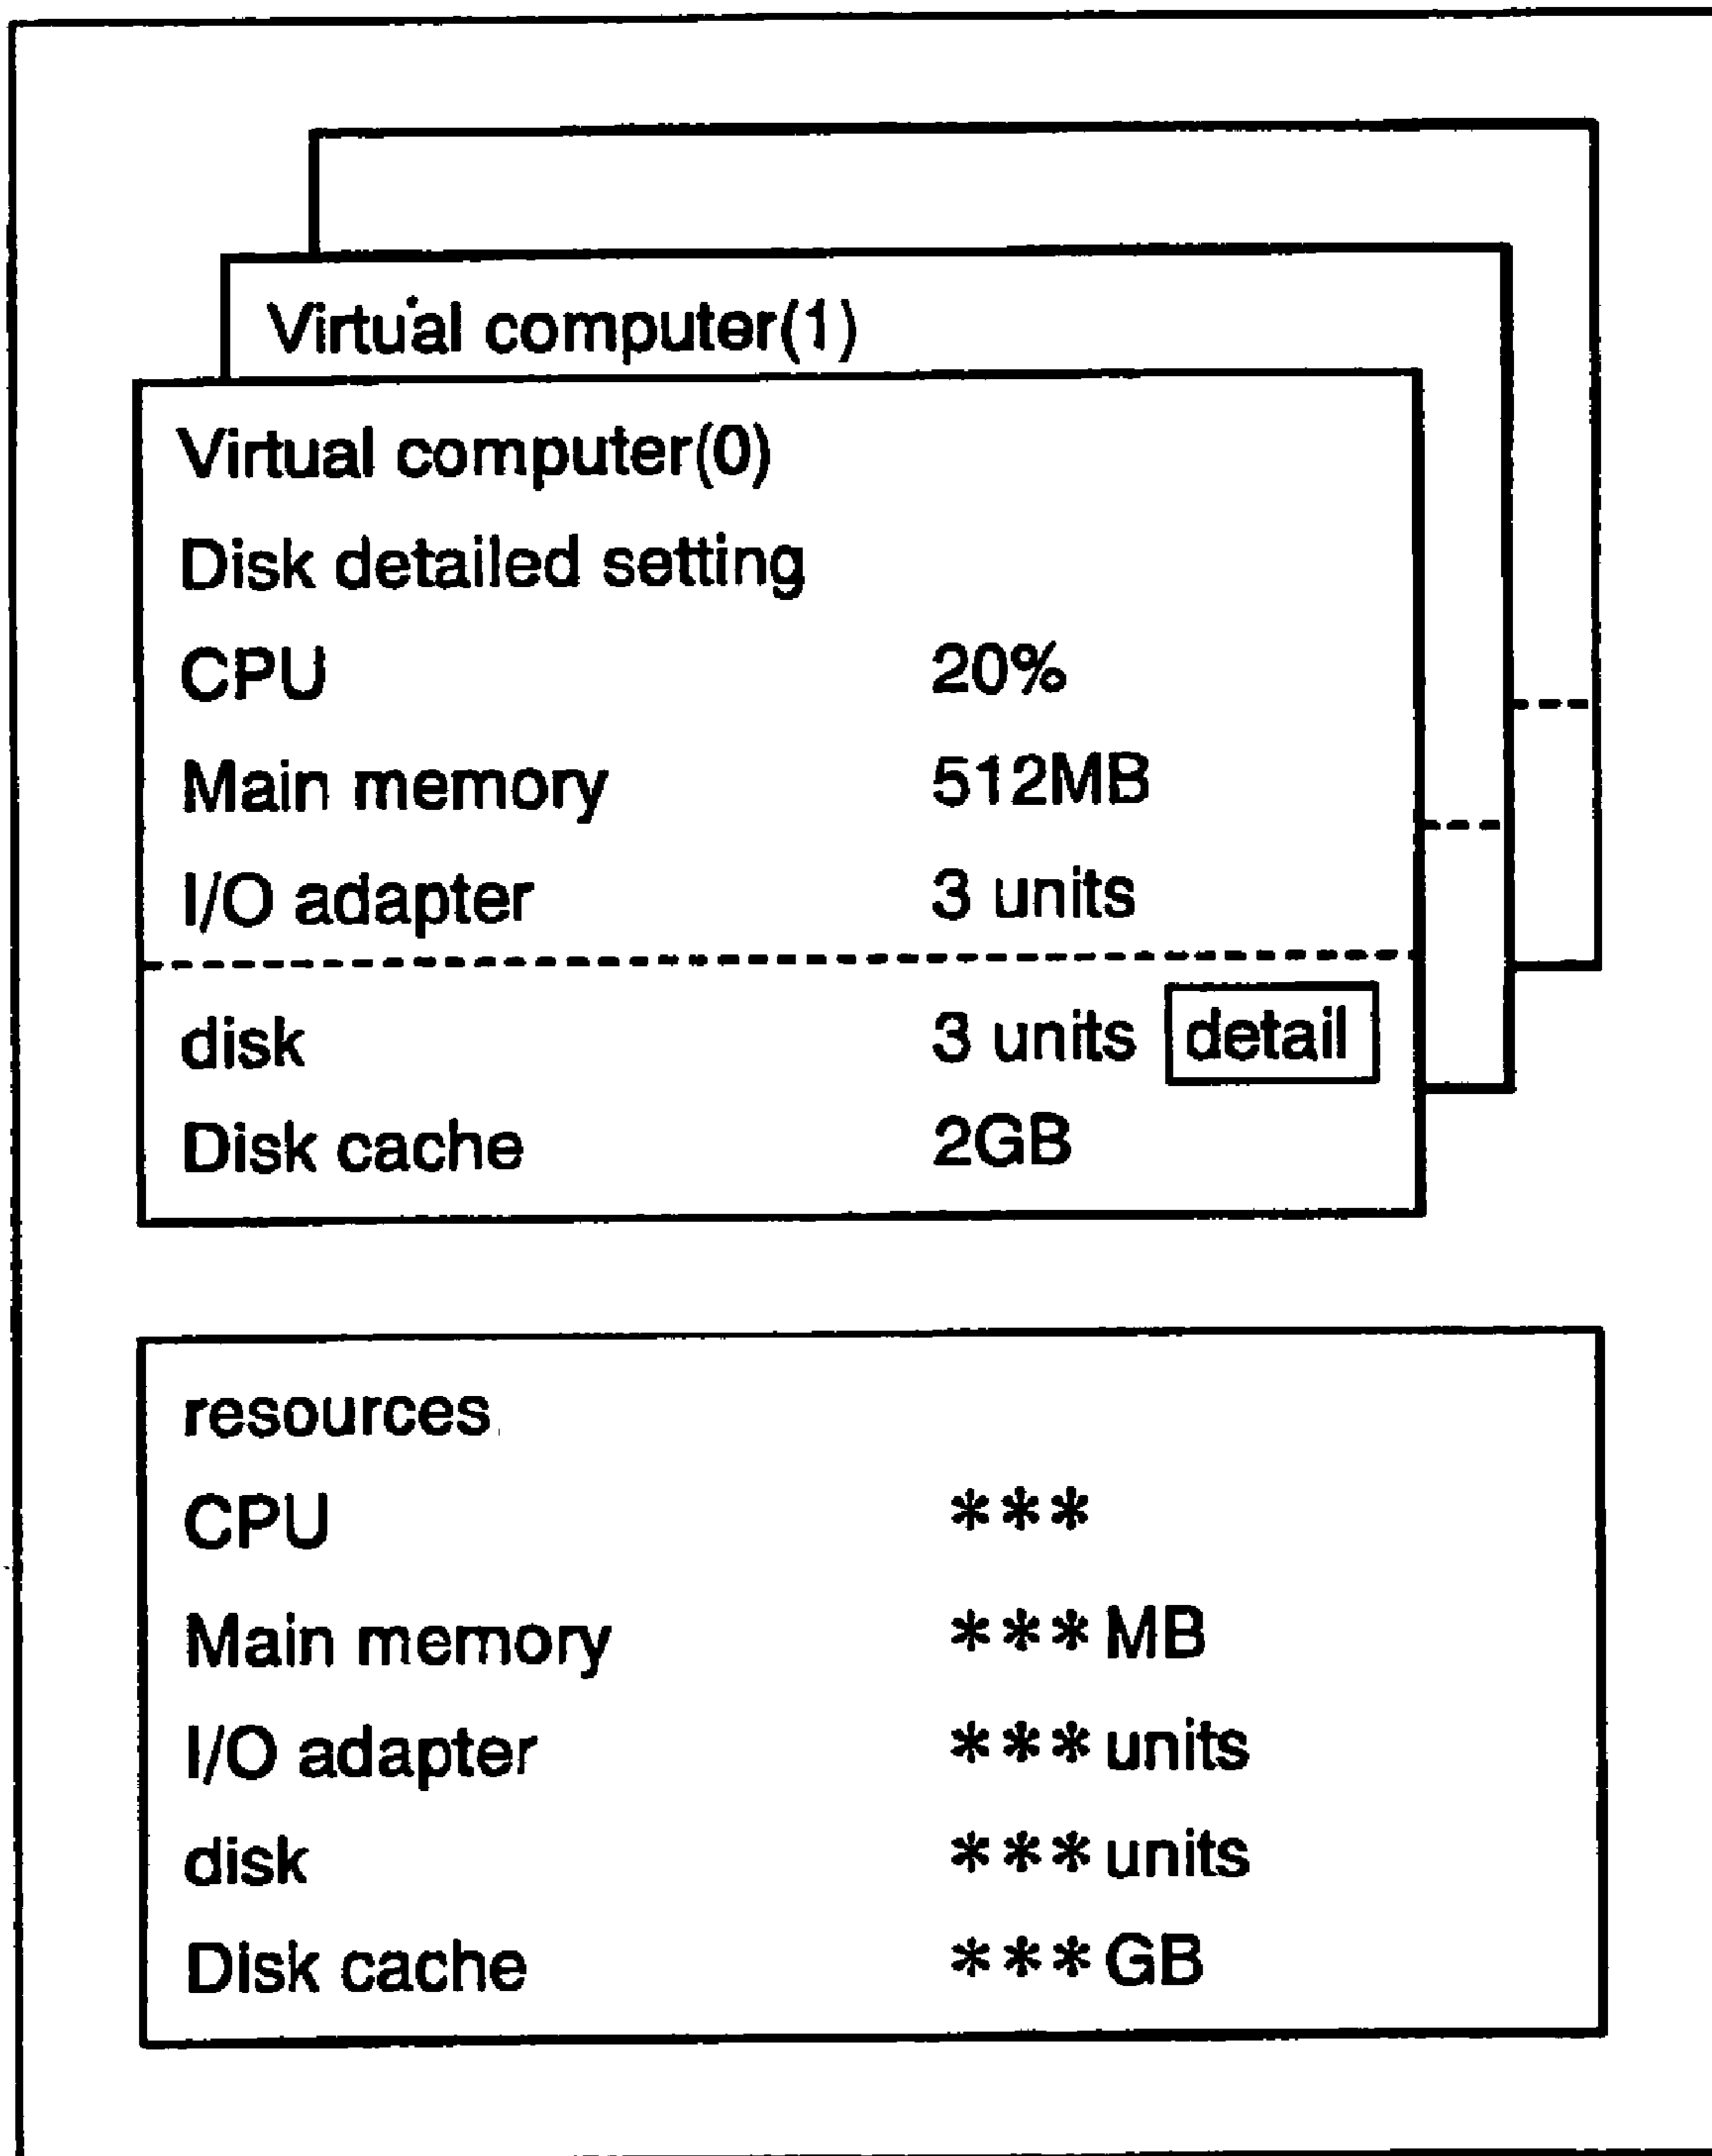 Virtual computer(1)
Virtual computer(0)
Disk detailed setting
CPU 20%
Main memory 512MB
I/O adapter 3 units
disk 3 units detail
Disk cache 2GB
resources
CPU ***
Main memory ***MB
I/O adapter ***units
disk ***units
Disk cache ***GB